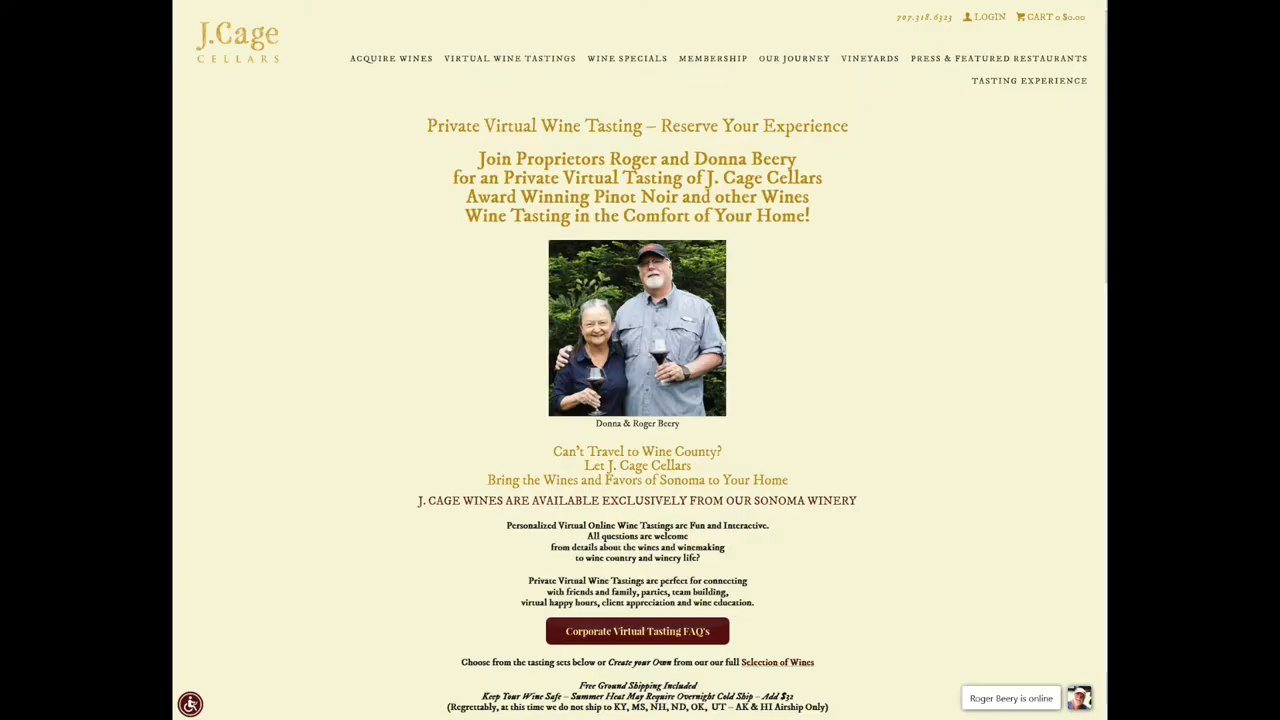 J.Cage
CELLARS
707.318.6323 LOGIN CART 0 $0.00
ACQUIRE WINES VIRTUAL WINE TASTINGS WINE SPECIALS MEMBERSHIP OUR JOURNEY VINEYARDS PRESS & FEATURED RESTAURANTS
TASTING EXPERIENCE
Private Virtual Wine Tasting – Reserve Your Experience
Join Proprietors Roger and Donna Beery
for an Private Virtual Tasting of J. Cage Cellars
Award Winning Pinot Noir and other Wines
Wine Tasting in the Comfort of Your Home!
Donna & Roger Beery
Can't Travel to Wine County?
Let J. Cage Cellars
Bring the Wines and Favors of Sonoma to Your Home
J. CAGE WINES ARE AVAILABLE EXCLUSIVELY FROM OUR SONOMA WINERY
Personalized Virtual Online Wine Tastings are Fun and Interactive.
All questions are welcome
from details about the wines and winemaking
to wine country and winery life?
Private Virtual Wine Tastings are perfect for connecting
with friends and family, parties, team building,
virtual happy hours, client appreciation and wine education.
Corporate Virtual Tasting FAQ's
Choose from the tasting sets below or Create your Own from our our full Selection of Wines
Free Ground Shipping Included
Keep Your Wine Safe – Summer Heat May Require Overnight Cold Ship – Add $32
(Regrettably, at this time we do not ship to KY, MS, NH, ND, OK, UT – AK & HI Airship Only)
Roger Beery is online